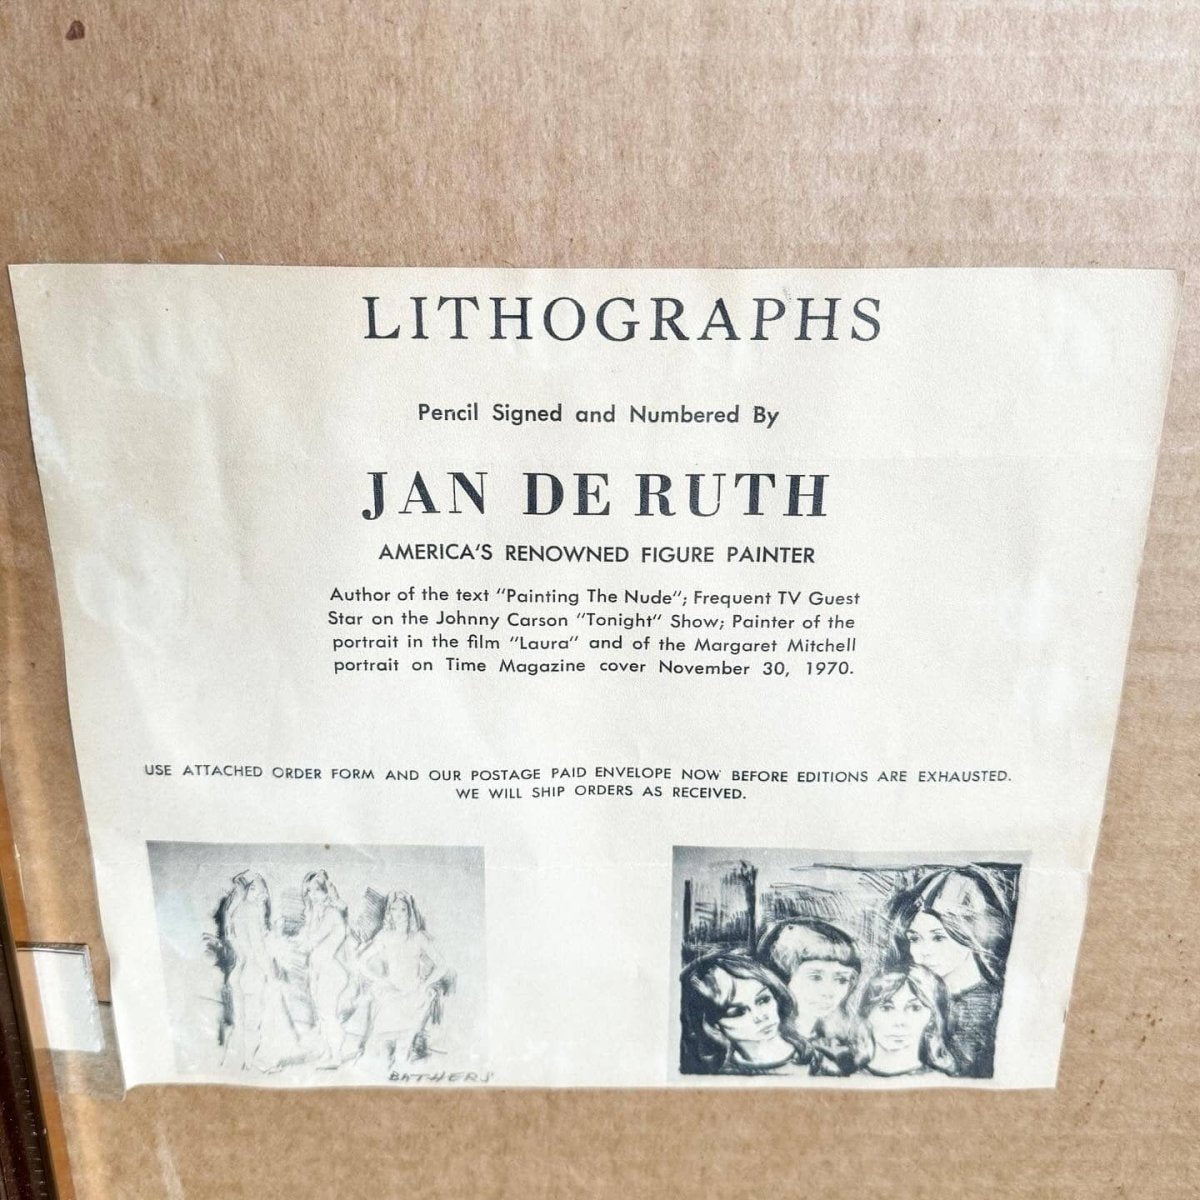 LITHOGRAPHS
Pencil Signed and Numbered By
JAN DE RUTH
AMERICA'S RENOWNED FIGURE PAINTER
Author of the text "Painting The Nude"; Frequent TV Guest
Star on the Johnny Carson "Tonight" Show; Painter of the
portrait in the film "Laura" and of the Margaret Mitchell
portrait on Time Magazine cover November 30, 1970.
USE ATTACHED ORDER FORM AND OUR POSTAGE PAID ENVELOPE NOW BEFORE EDITIONS ARE EXHAUSTED.
WE WILL SHIP ORDERS AS RECEIVED.
BATHERS